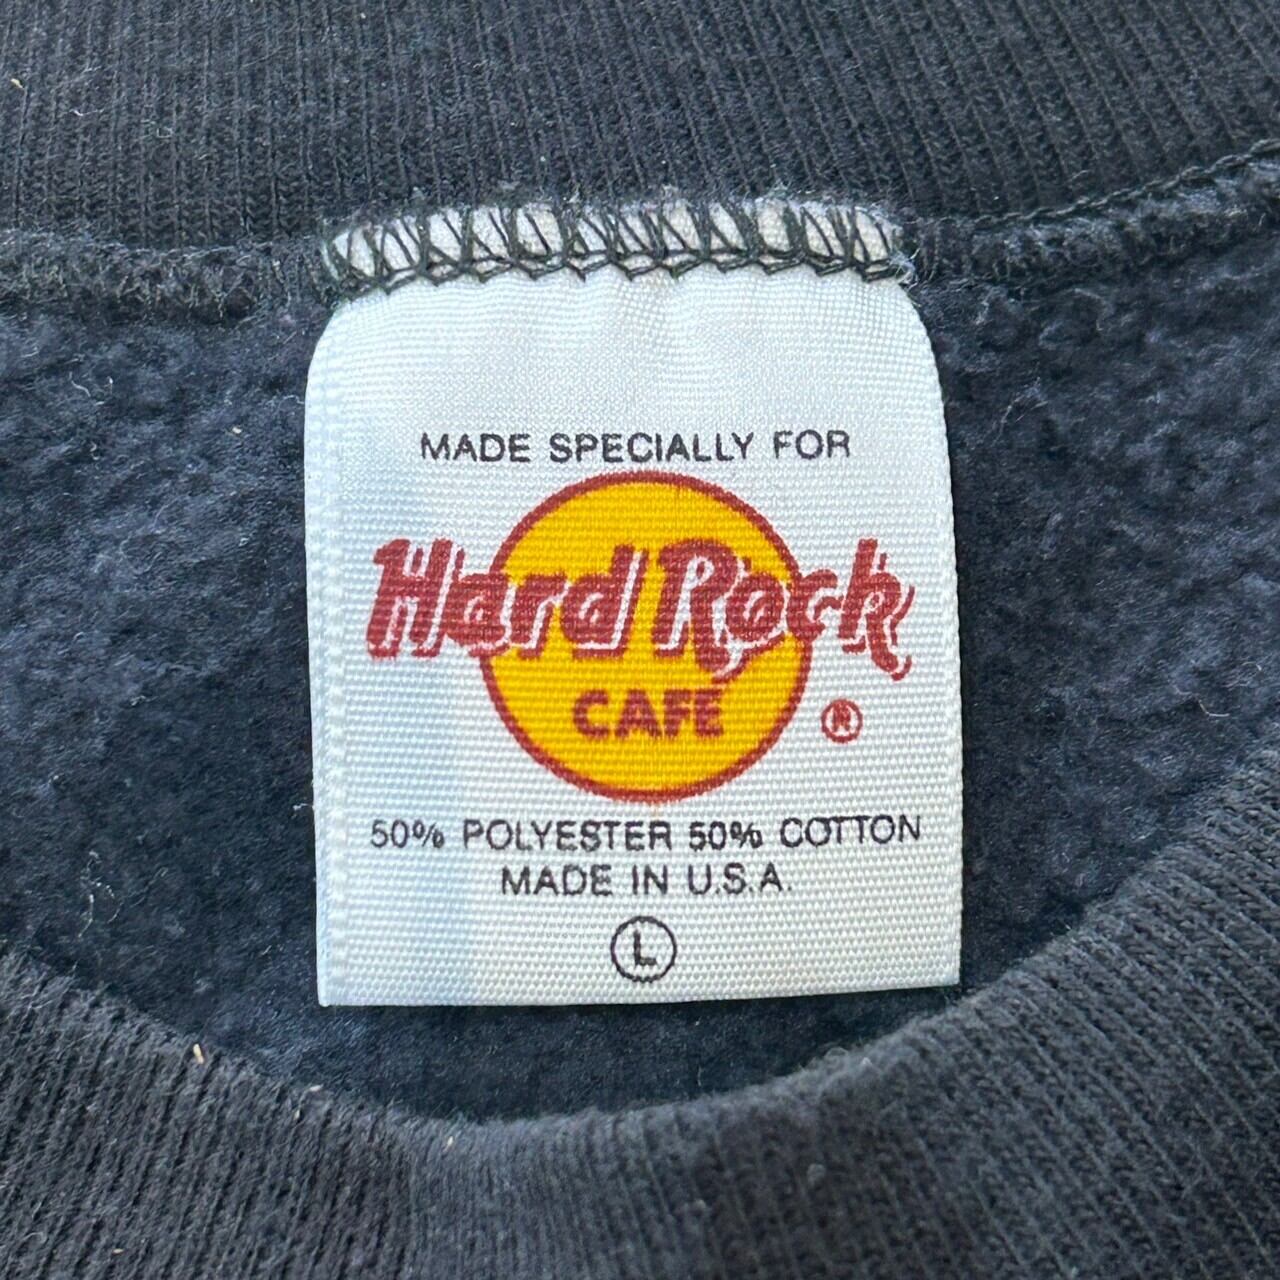 MADE SPECIALLY FOR
Hard Rock
CAFE ®
50% POLYESTER 50% COTTON
MADE IN U.S.A.
L